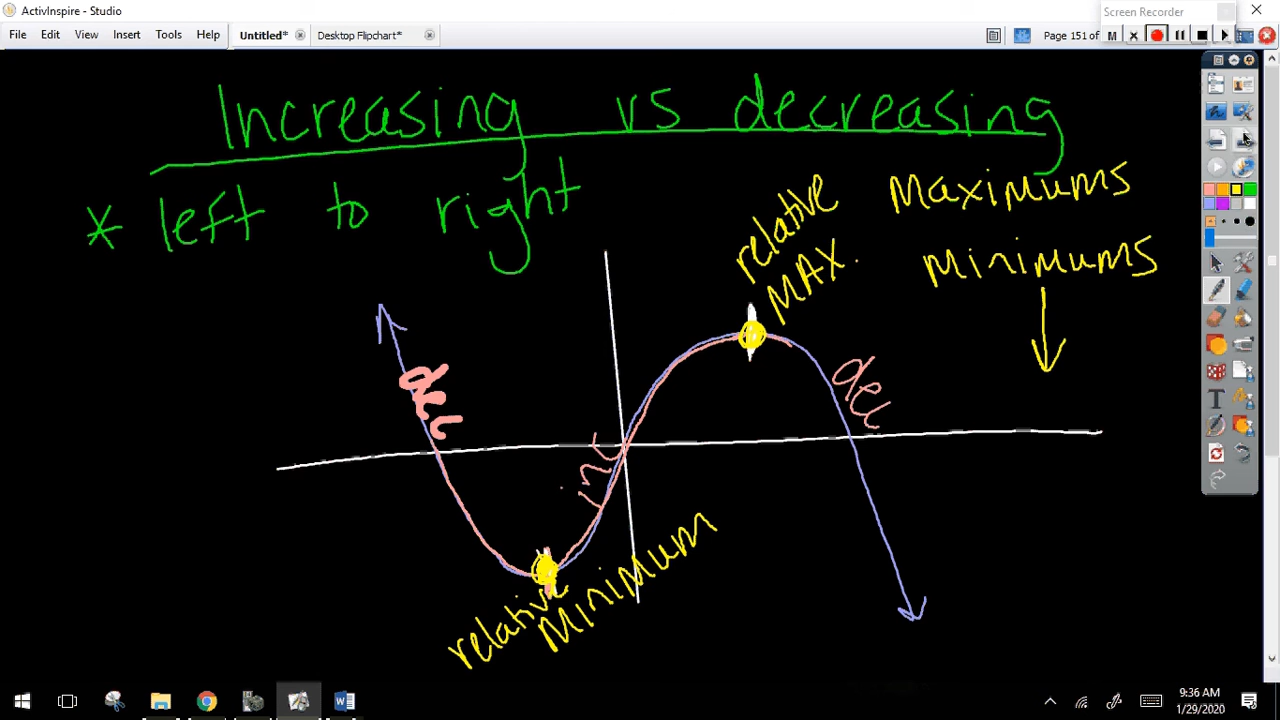 ActivInspire - Studio
Screen Recorder
File Edit View Insert Tools Help Untitled* Desktop Flipchart* Page 151 of
Increasing vs decreasing
* left to right
Maximums
Minimums
relative
MAX.
dec
inc
dec
relative
Minimum
9:36 AM
1/29/2020